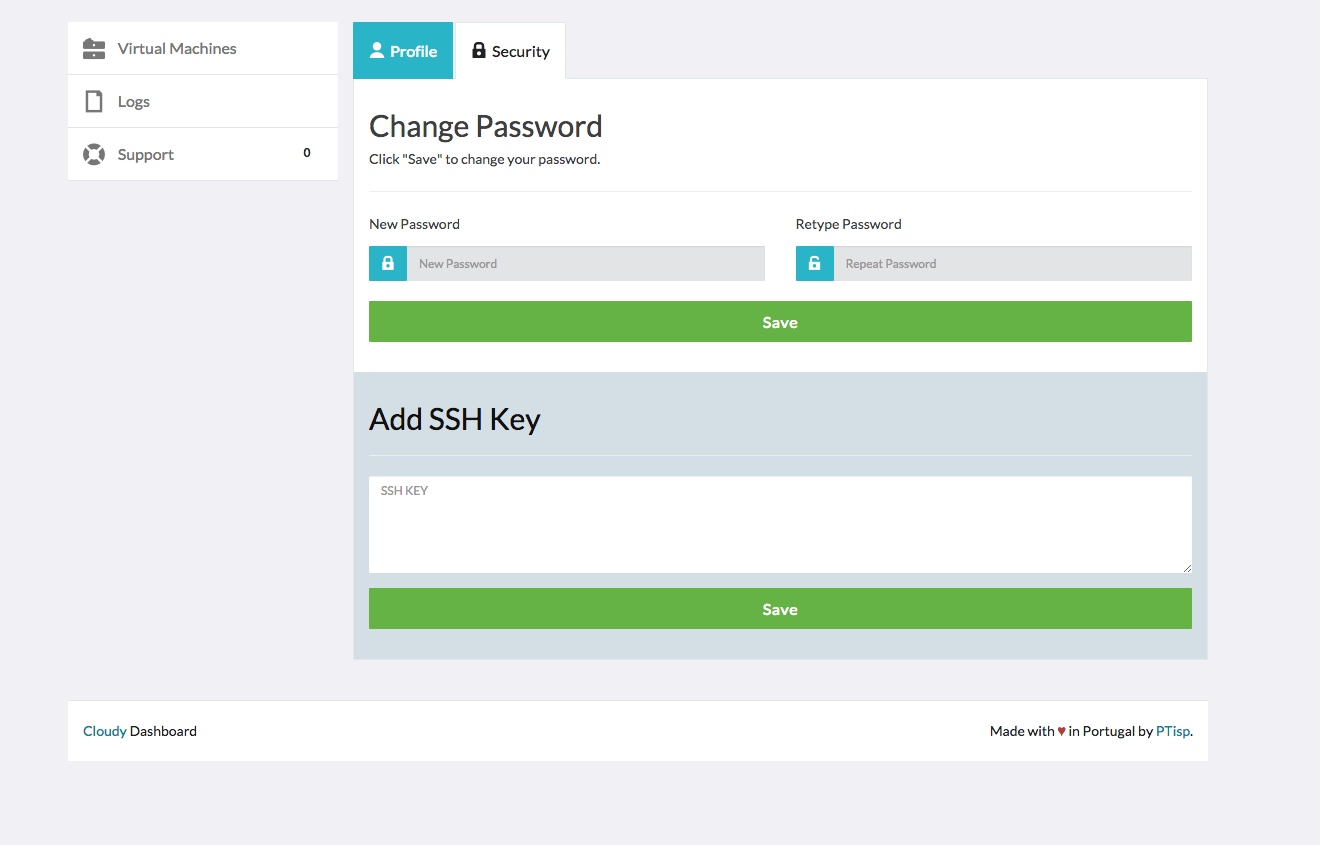 Virtual Machines
Logs
Support 0
Profile Security
Change Password
Click "Save" to change your password.
New Password Retype Password
New Password Repeat Password
Save
Add SSH Key
SSH KEY
Save
Cloudy Dashboard Made with ♥ in Portugal by PTisp.